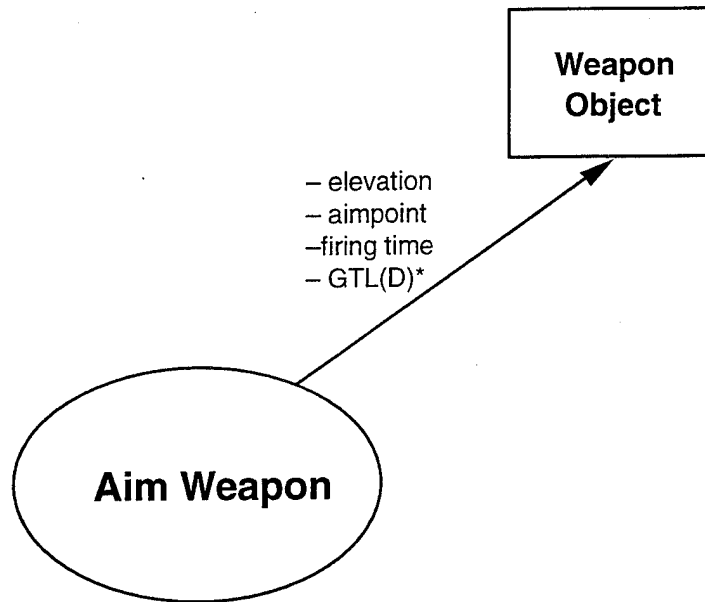 Weapon
Object
– elevation
– aimpoint
–firing time
– GTL(D)*
Aim Weapon